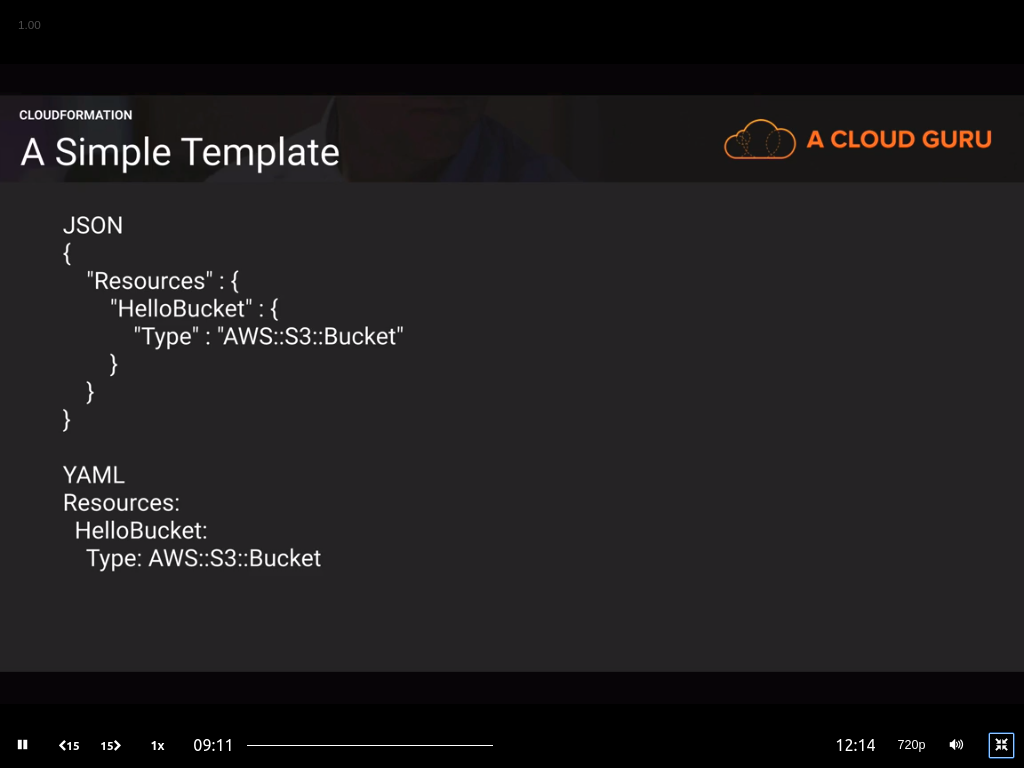 1.00
CLOUDFORMATION
A Simple Template
A CLOUD GURU
JSON
{
"Resources" : {
"HelloBucket" : {
"Type" : "AWS::S3::Bucket"
}
}
}
YAML
Resources:
HelloBucket:
Type: AWS::S3::Bucket
15 15 1x 09:11 12:14 720p